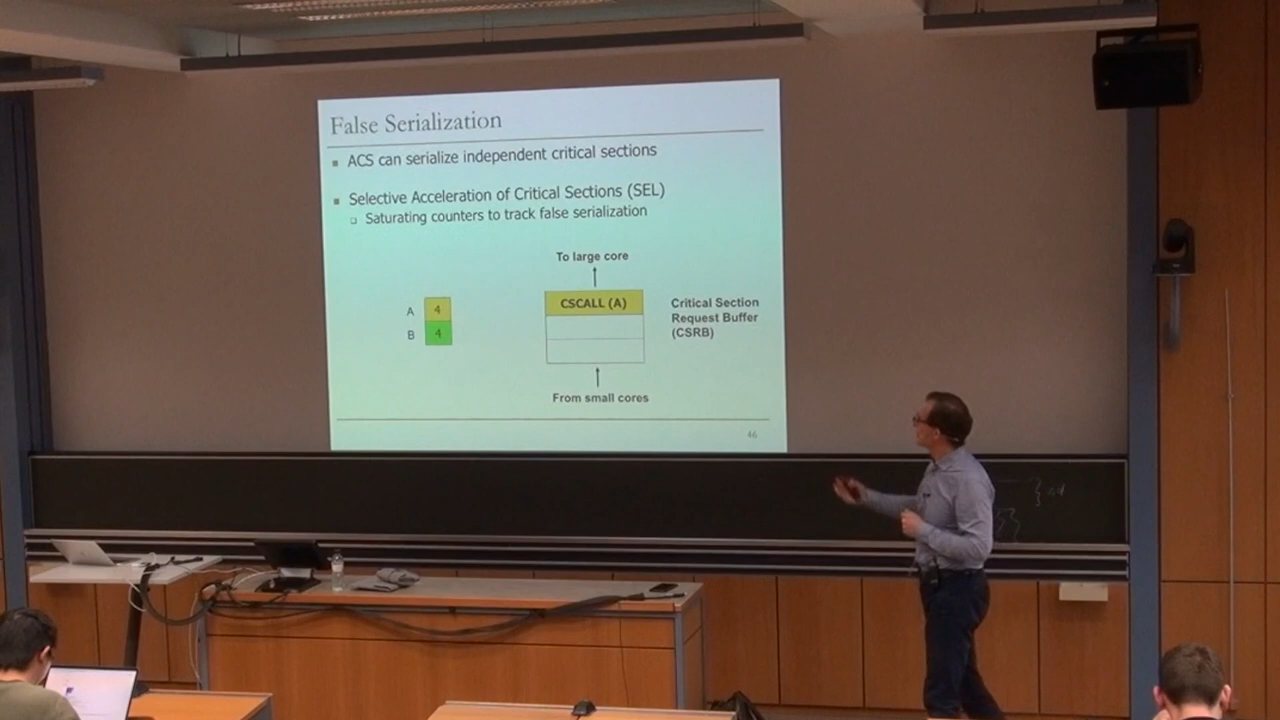 False Serialization
▪ ACS can serialize independent critical sections
▪ Selective Acceleration of Critical Sections (SEL)
❑ Saturating counters to track false serialization
To large core
A 4
B 4
CSCALL (A)
Critical Section
Request Buffer
(CSRB)
From small cores
46